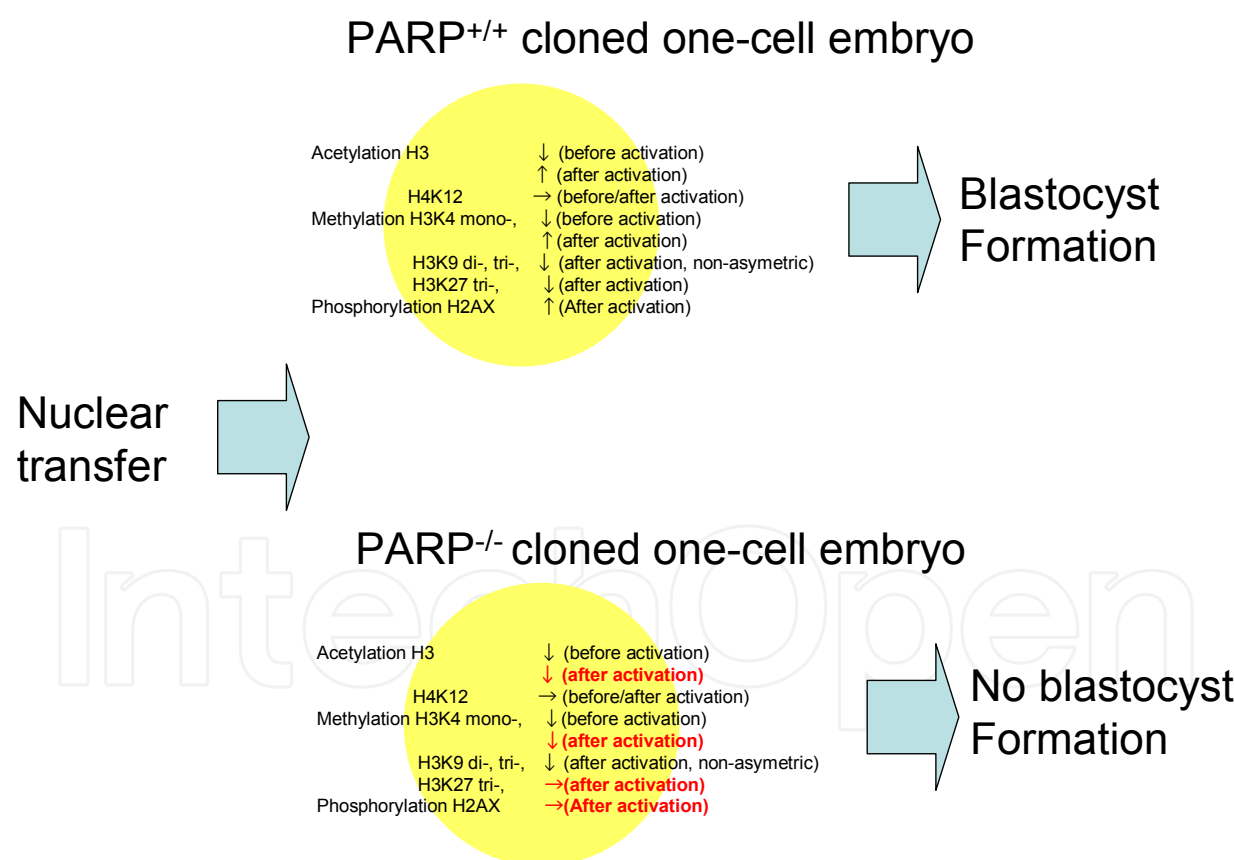 PARP+/+ cloned one-cell embryo
Acetylation H3 ↓ (before activation)
↑ (after activation)
H4K12 → (before/after activation)
Methylation H3K4 mono-, ↓ (before activation)
↑ (after activation)
H3K9 di-, tri-, ↓ (after activation, non-asymetric)
H3K27 tri-, ↓ (after activation)
Phosphorylation H2AX ↑ (After activation)
Blastocyst
Formation
Nuclear
transfer
PARP-/- cloned one-cell embryo
IntechOpen
Acetylation H3 ↓ (before activation)
↓ (after activation)
H4K12 → (before/after activation)
Methylation H3K4 mono-, ↓ (before activation)
↓ (after activation)
H3K9 di-, tri-, ↓ (after activation, non-asymetric)
H3K27 tri-, →(after activation)
Phosphorylation H2AX →(After activation)
No blastocyst
Formation